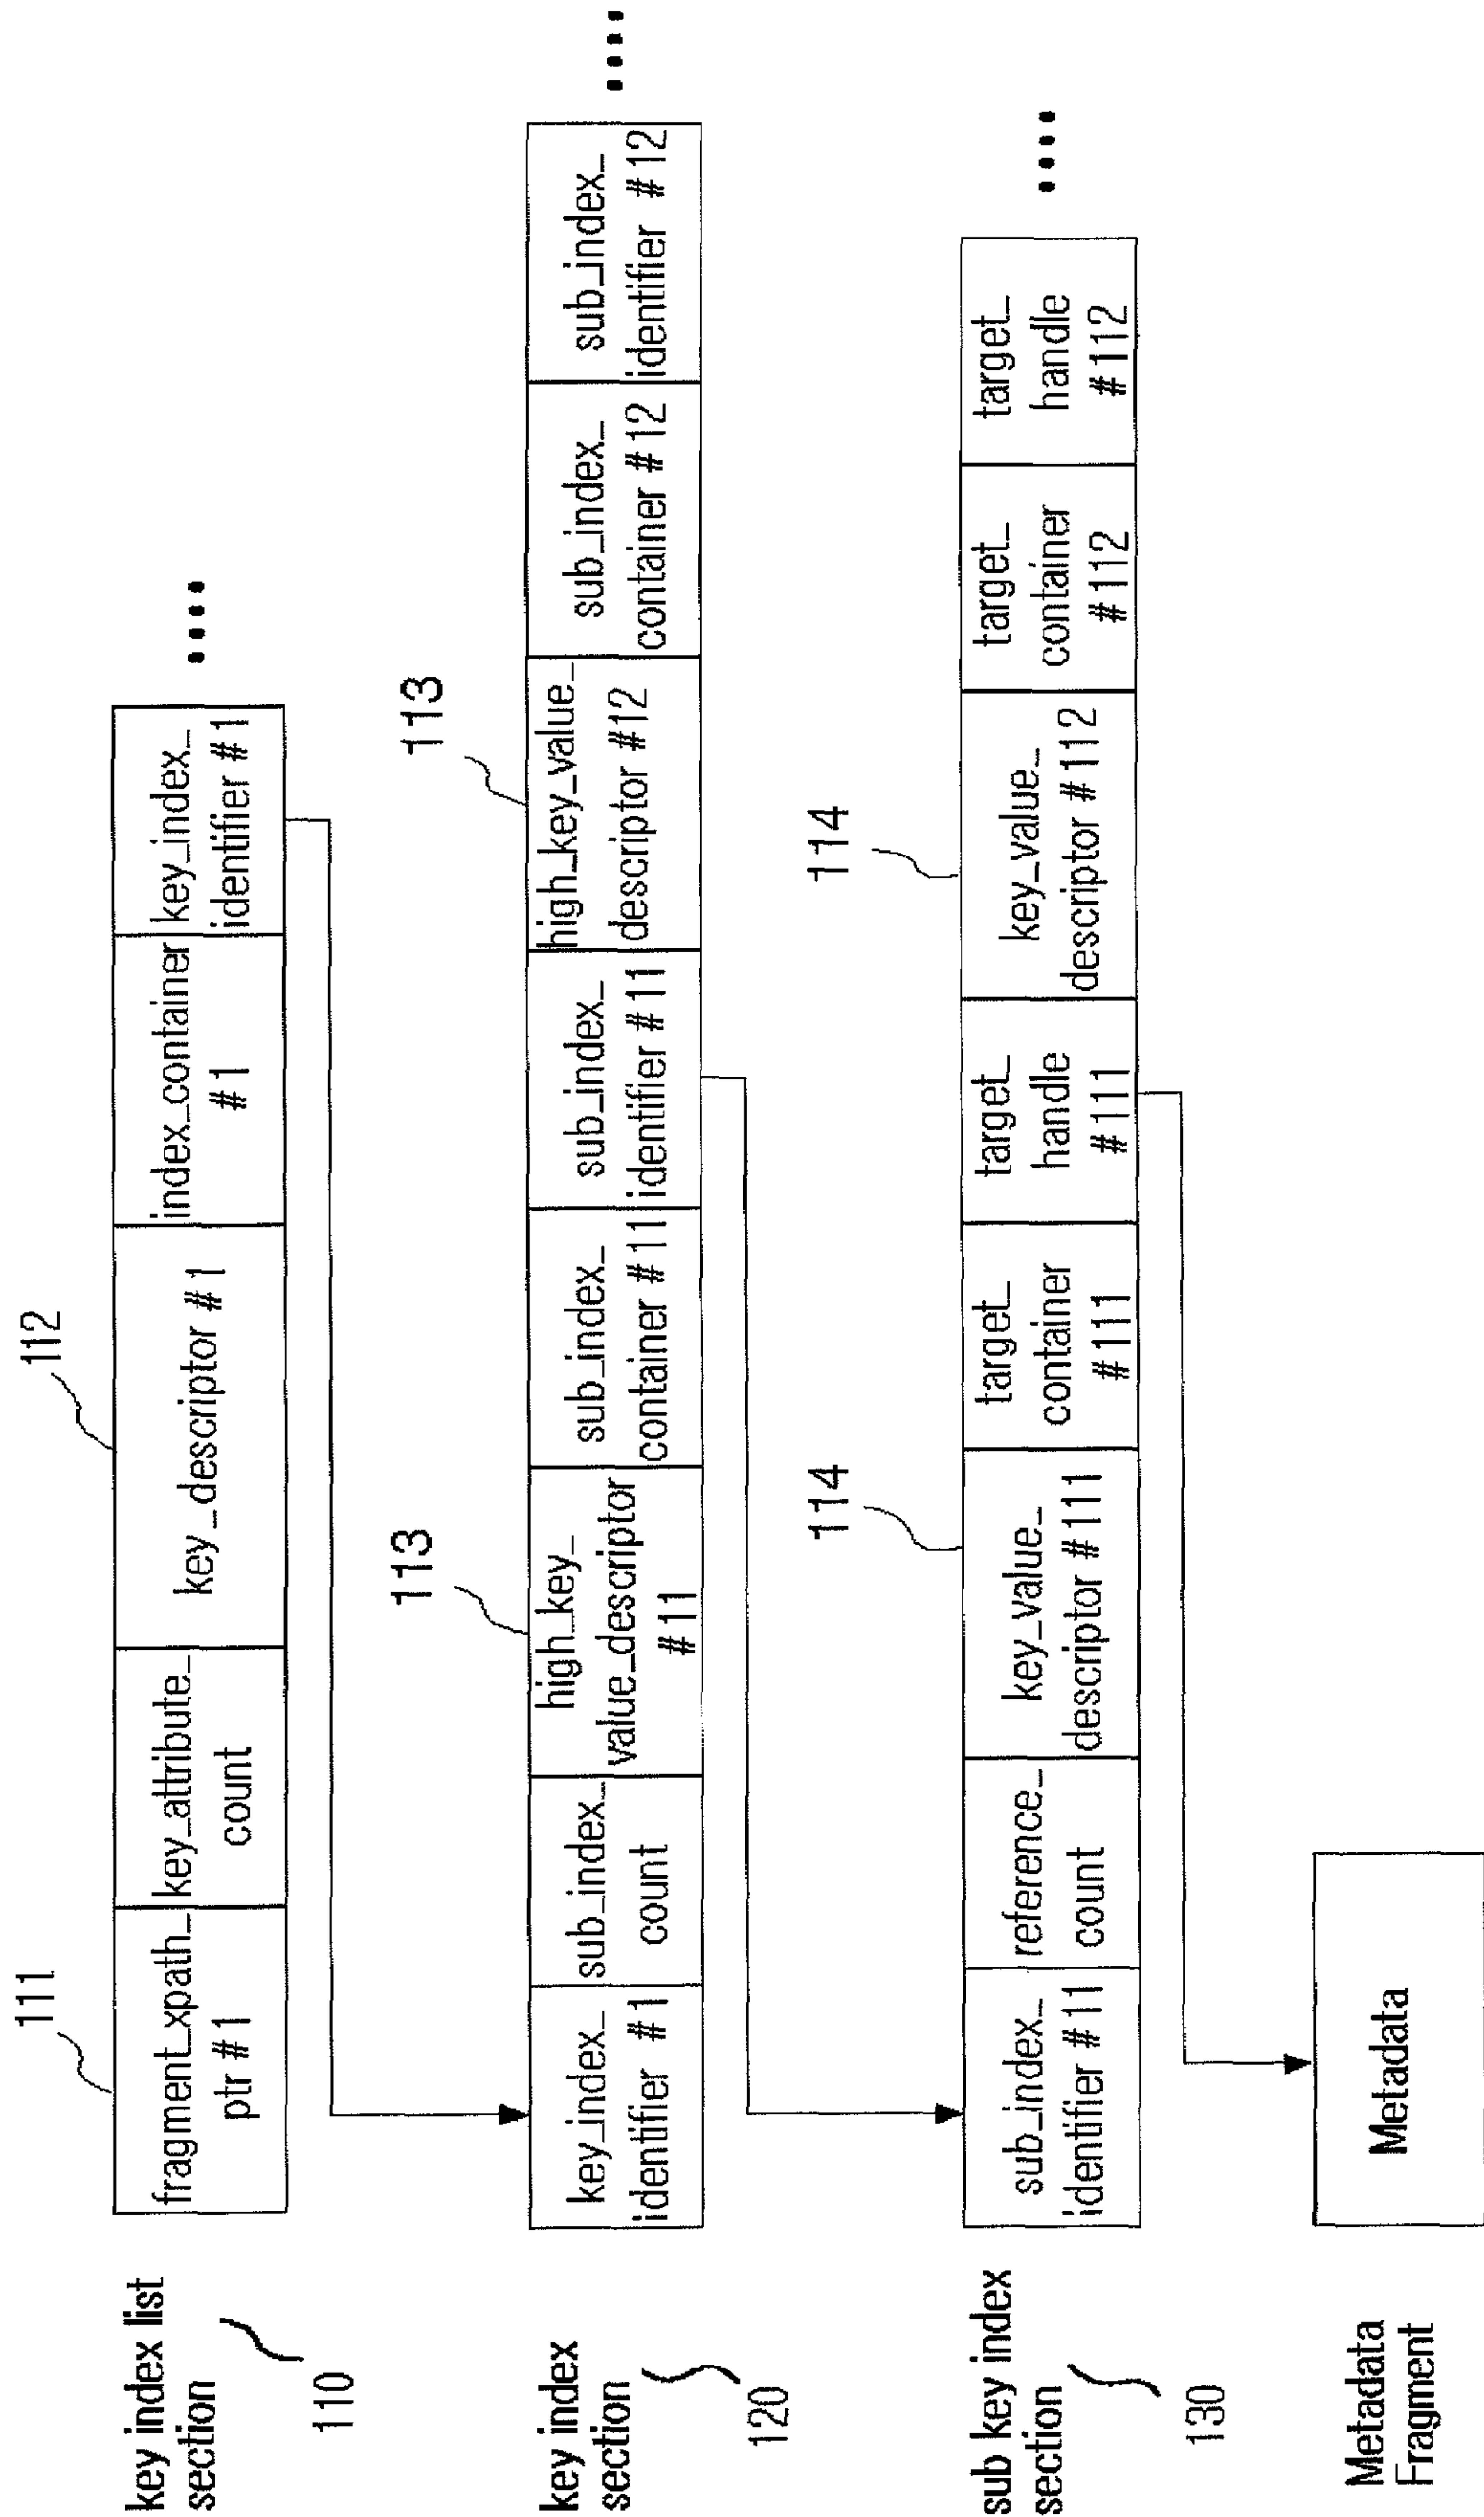 key index list
section
110
111
fragment_xpath_
ptr # 1
key_attribute_
count
112
key_descriptor # 1
index_container
# 1
key_index_
identifier # 1
••••
key index
section
120
key_index_
identifier # 1
sub_index_
count
113
high_key_
value_descriptor
# 11
sub_index_
container # 11
sub_index_
identifier # 11
113
high_key_value_
descriptor #12
sub_index_
container # 12
sub_index_
identifier # 12
••••
sub key index
section
130
sub_index_
identifier # 11
reference_
count
114
key_value_
descriptor # 111
target_
container
# 111
target_
handle
# 111
114
key_value_
descriptor # 112
target_
container
# 112
target_
handle
# 112
••••
Metadata
Fragment
Metadata